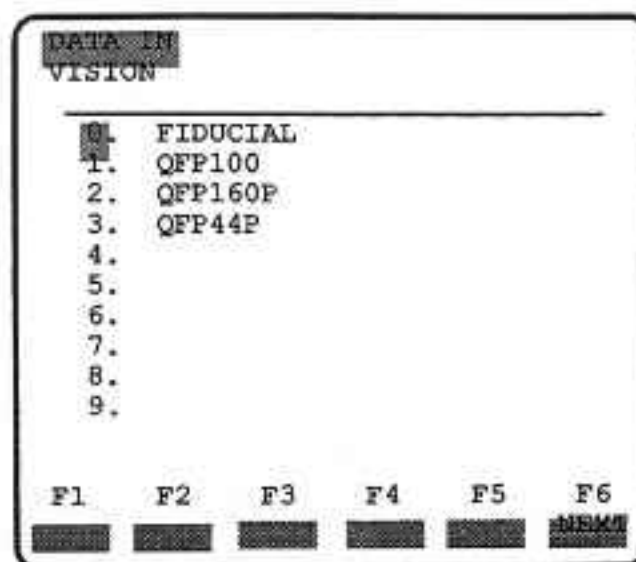 DATA IN
VISION
0. FIDUCIAL
1. QFP100
2. QFP160P
3. QFP44P
4.
5.
6.
7.
8.
9.
F1 F2 F3 F4 F5 F6
NEXT